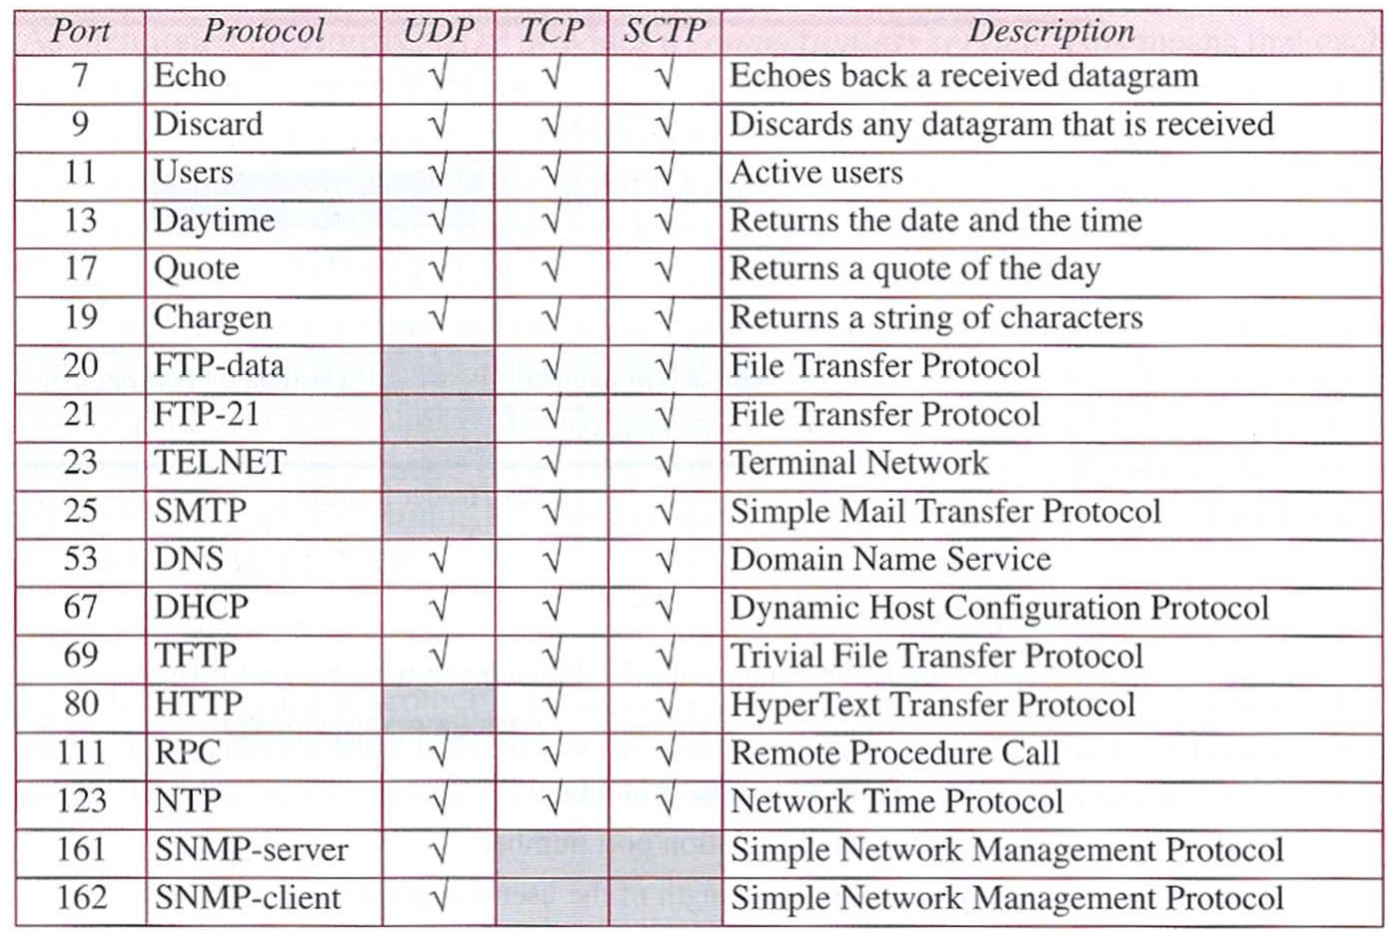 Port Protocol UDP TCP SCTP Description
7 Echo √ √ √ Echoes back a received datagram
9 Discard √ √ √ Discards any datagram that is received
11 Users √ √ √ Active users
13 Daytime √ √ √ Returns the date and the time
17 Quote √ √ √ Returns a quote of the day
19 Chargen √ √ √ Returns a string of characters
20 FTP-data √ √ File Transfer Protocol
21 FTP-21 √ √ File Transfer Protocol
23 TELNET √ √ Terminal Network
25 SMTP √ √ Simple Mail Transfer Protocol
53 DNS √ √ √ Domain Name Service
67 DHCP √ √ √ Dynamic Host Configuration Protocol
69 TFTP √ √ √ Trivial File Transfer Protocol
80 HTTP √ √ HyperText Transfer Protocol
111 RPC √ √ √ Remote Procedure Call
123 NTP √ √ √ Network Time Protocol
161 SNMP-server √ Simple Network Management Protocol
162 SNMP-client √ Simple Network Management Protocol